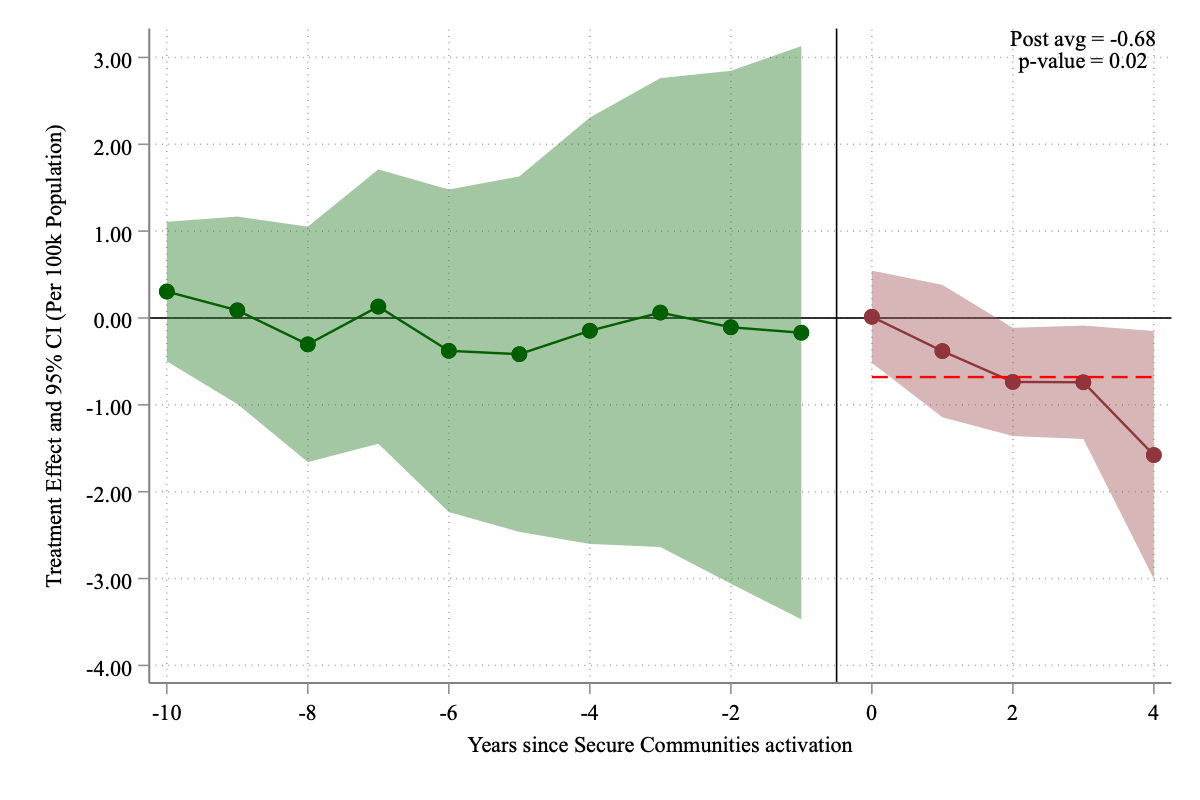 Post avg = -0.68
p-value = 0.02
Treatment Effect and 95% CI (Per 100k Population)
3.00
2.00
1.00
0.00
-1.00
-2.00
-3.00
-4.00
-10 -8 -6 -4 -2 0 2 4
Years since Secure Communities activation